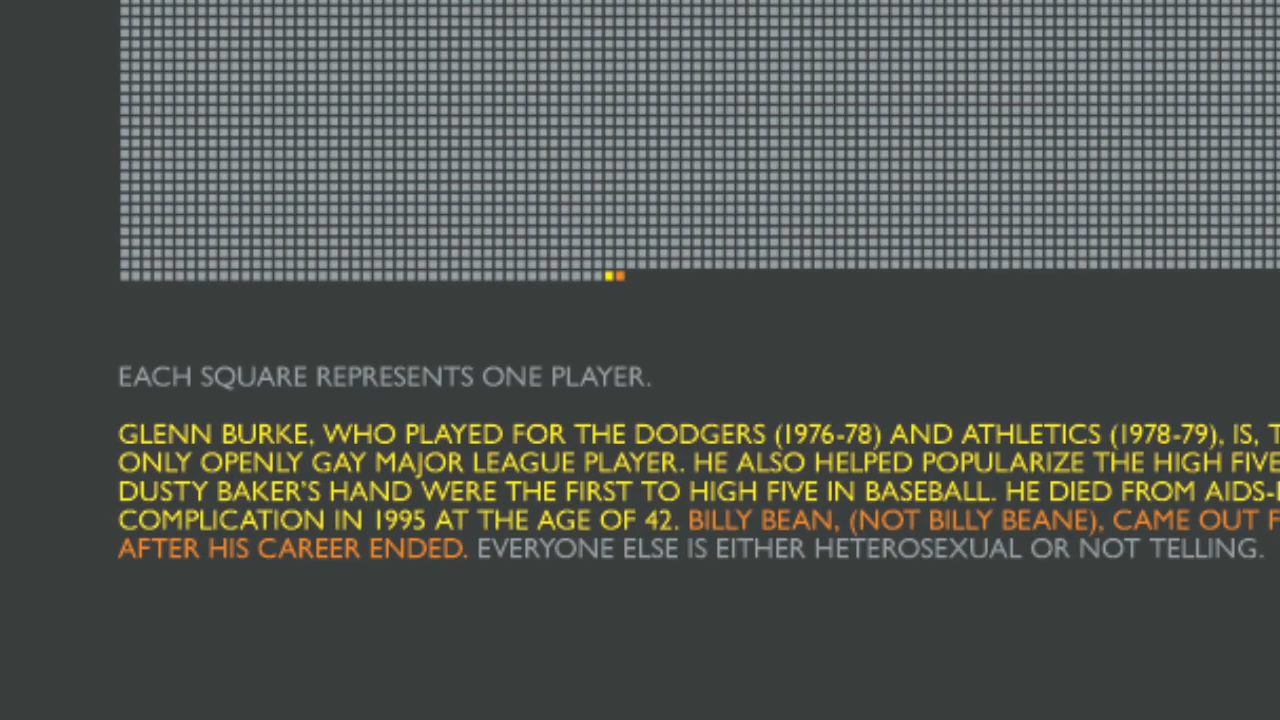 EACH SQUARE REPRESENTS ONE PLAYER.
GLENN BURKE, WHO PLAYED FOR THE DODGERS (1976-78) AND ATHLETICS (1978-79), IS,
ONLY OPENLY GAY MAJOR LEAGUE PLAYER. HE ALSO HELPED POPULARIZE THE HIGH FIVE
DUSTY BAKER'S HAND WERE THE FIRST TO HIGH FIVE IN BASEBALL. HE DIED FROM AIDS-
COMPLICATION IN 1995 AT THE AGE OF 42. BILLY BEAN, (NOT BILLY BEANE), CAME OUT
AFTER HIS CAREER ENDED. EVERYONE ELSE IS EITHER HETEROSEXUAL OR NOT TELLING.